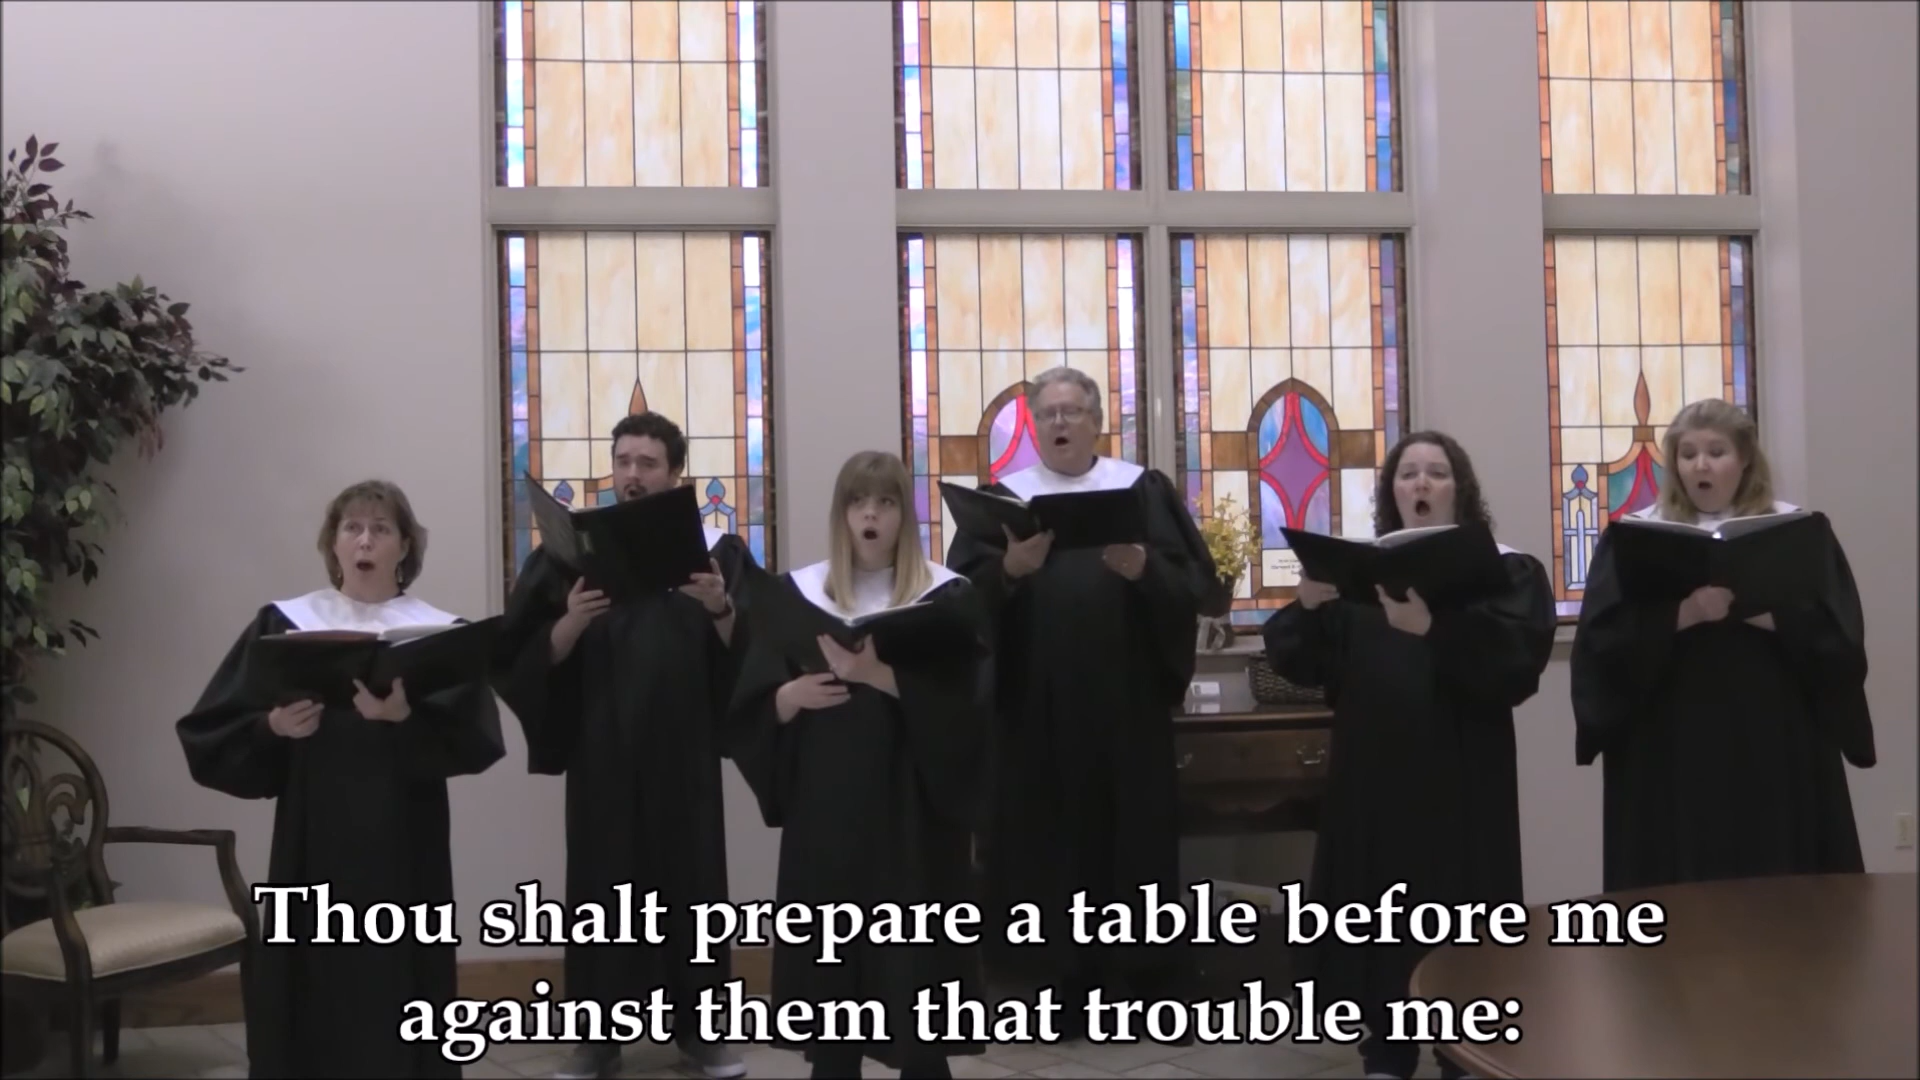 Thou shalt prepare a table before me
against them that trouble me: